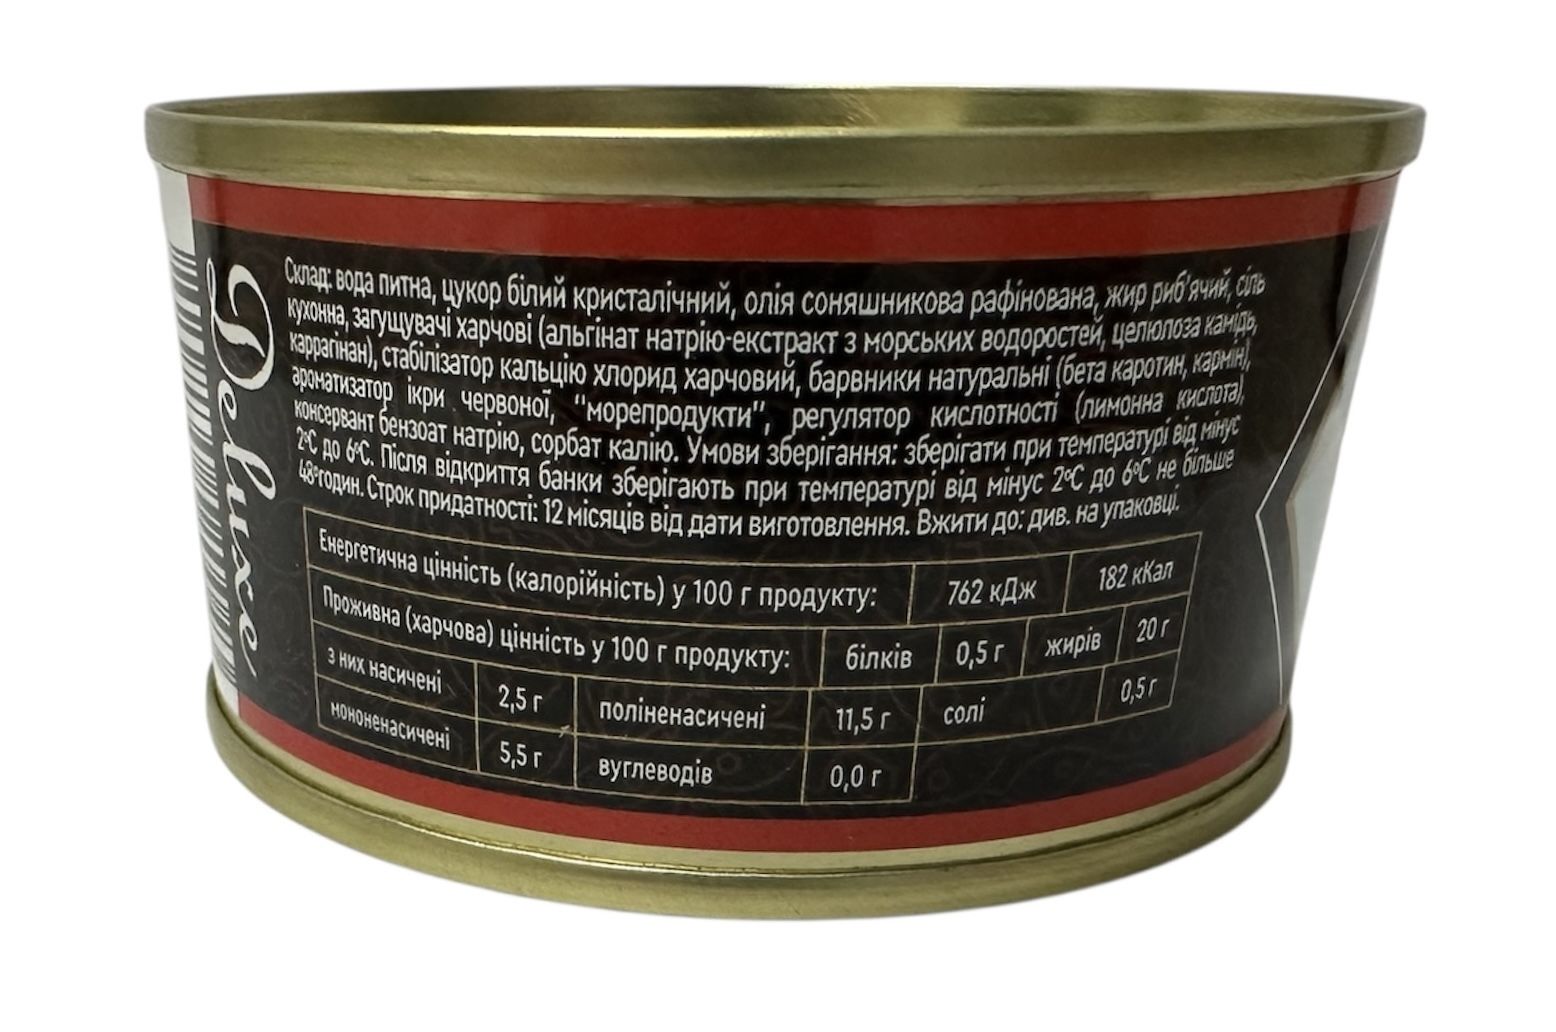 Deluxe
Склад: вода питна, цукор білий кристалічний, олія соняшникова рафінована, жир риб'ячий, сіль
кухонна, загущувачі харчові (альгінат натрію-екстракт з морських водоростей, целюлоза камідь,
каррагінан), стабілізатор кальцію хлорид харчовий, барвники натуральні (бета каротин, кармін),
ароматизатор ікри червоної, "морепродукти", регулятор кислотності (лимонна кислота),
консервант бензоат натрію, сорбат калію. Умови зберігання: зберігати при температурі від мінус
2°С до 6°С. Після відкриття банки зберігають при температурі від мінус 2°С до 6°С не більше
48°годин. Строк придатності: 12 місяців від дати виготовлення. Вжити до: див. на упаковці.
Енергетична цінність (калорійність) у 100 г продукту: 762 кДж 182 кКал
Проживна (харчова) цінність у 100 г продукту: білків 0,5 г жирів 20 г
з них насичені 2,5 г поліненасичені 11,5 г солі 0,5 г
мононенасичені 5,5 г вуглеводів 0,0 г